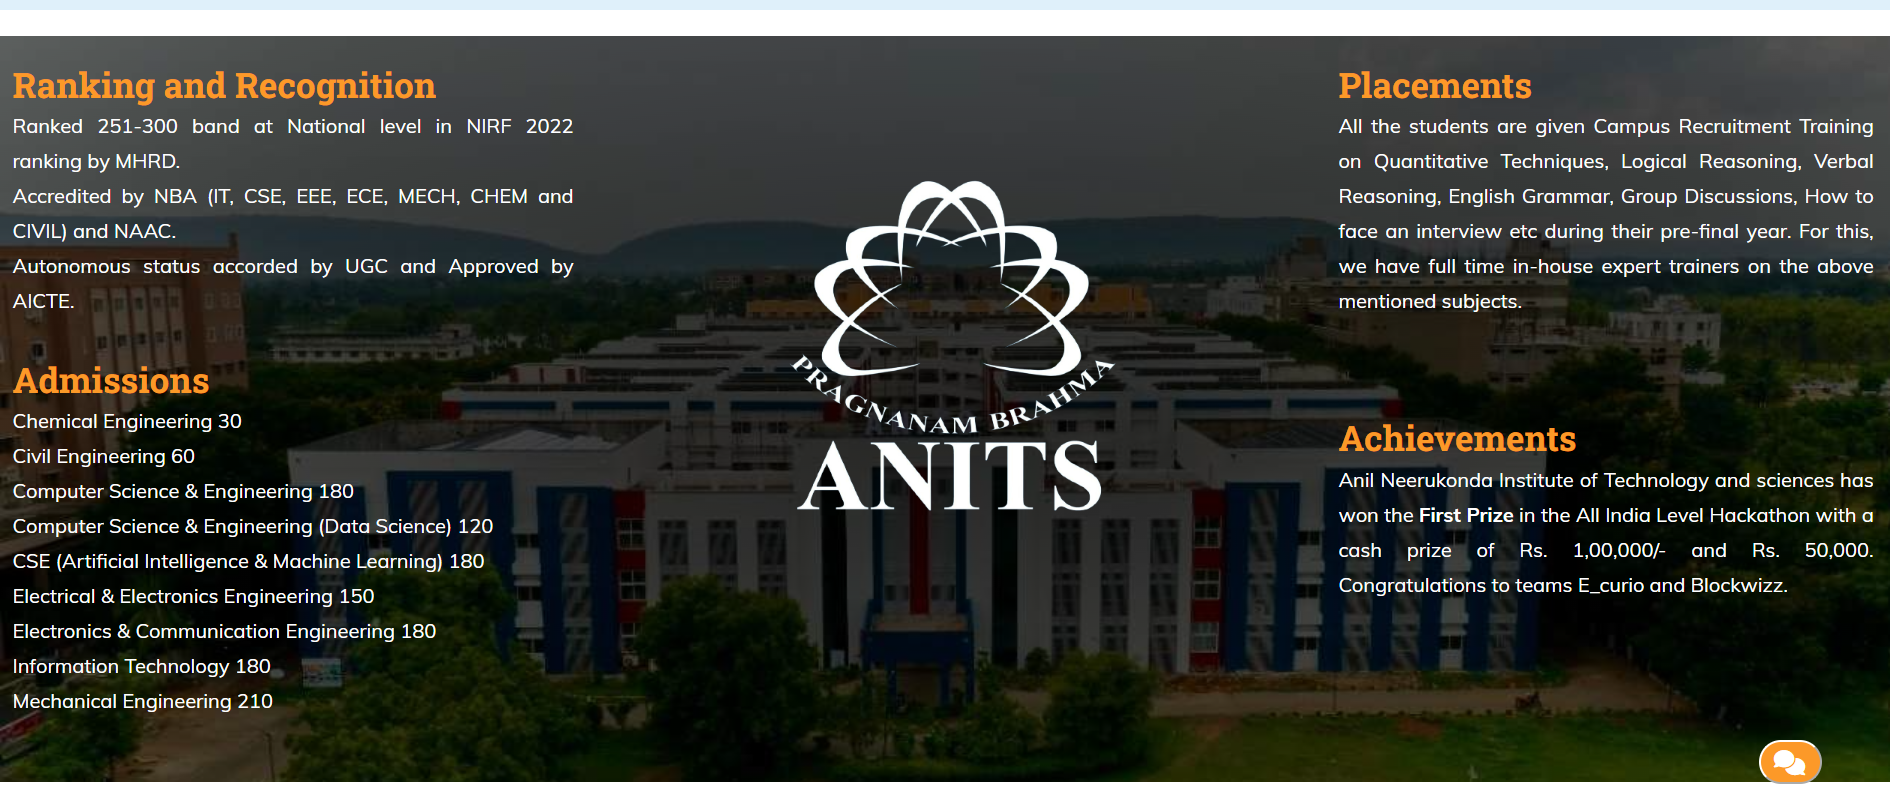 Ranking and Recognition
Ranked 251-300 band at National level in NIRF 2022
ranking by MHRD.
Accredited by NBA (IT, CSE, EEE, ECE, MECH, CHEM and
CIVIL) and NAAC.
Autonomous status accorded by UGC and Approved by
AICTE.
Admissions
Chemical Engineering 30
Civil Engineering 60
Computer Science & Engineering 180
Computer Science & Engineering (Data Science) 120
CSE (Artificial Intelligence & Machine Learning) 180
Electrical & Electronics Engineering 150
Electronics & Communication Engineering 180
Information Technology 180
Mechanical Engineering 210
PRAGNANAM BRAHMA
ANITS
Placements
All the students are given Campus Recruitment Training
on Quantitative Techniques, Logical Reasoning, Verbal
Reasoning, English Grammar, Group Discussions, How to
face an interview etc during their pre-final year. For this,
we have full time in-house expert trainers on the above
mentioned subjects.
Achievements
Anil Neerukonda Institute of Technology and sciences has
won the First Prize in the All India Level Hackathon with a
cash prize of Rs. 1,00,000/- and Rs. 50,000.
Congratulations to teams E_curio and Blockwizz.